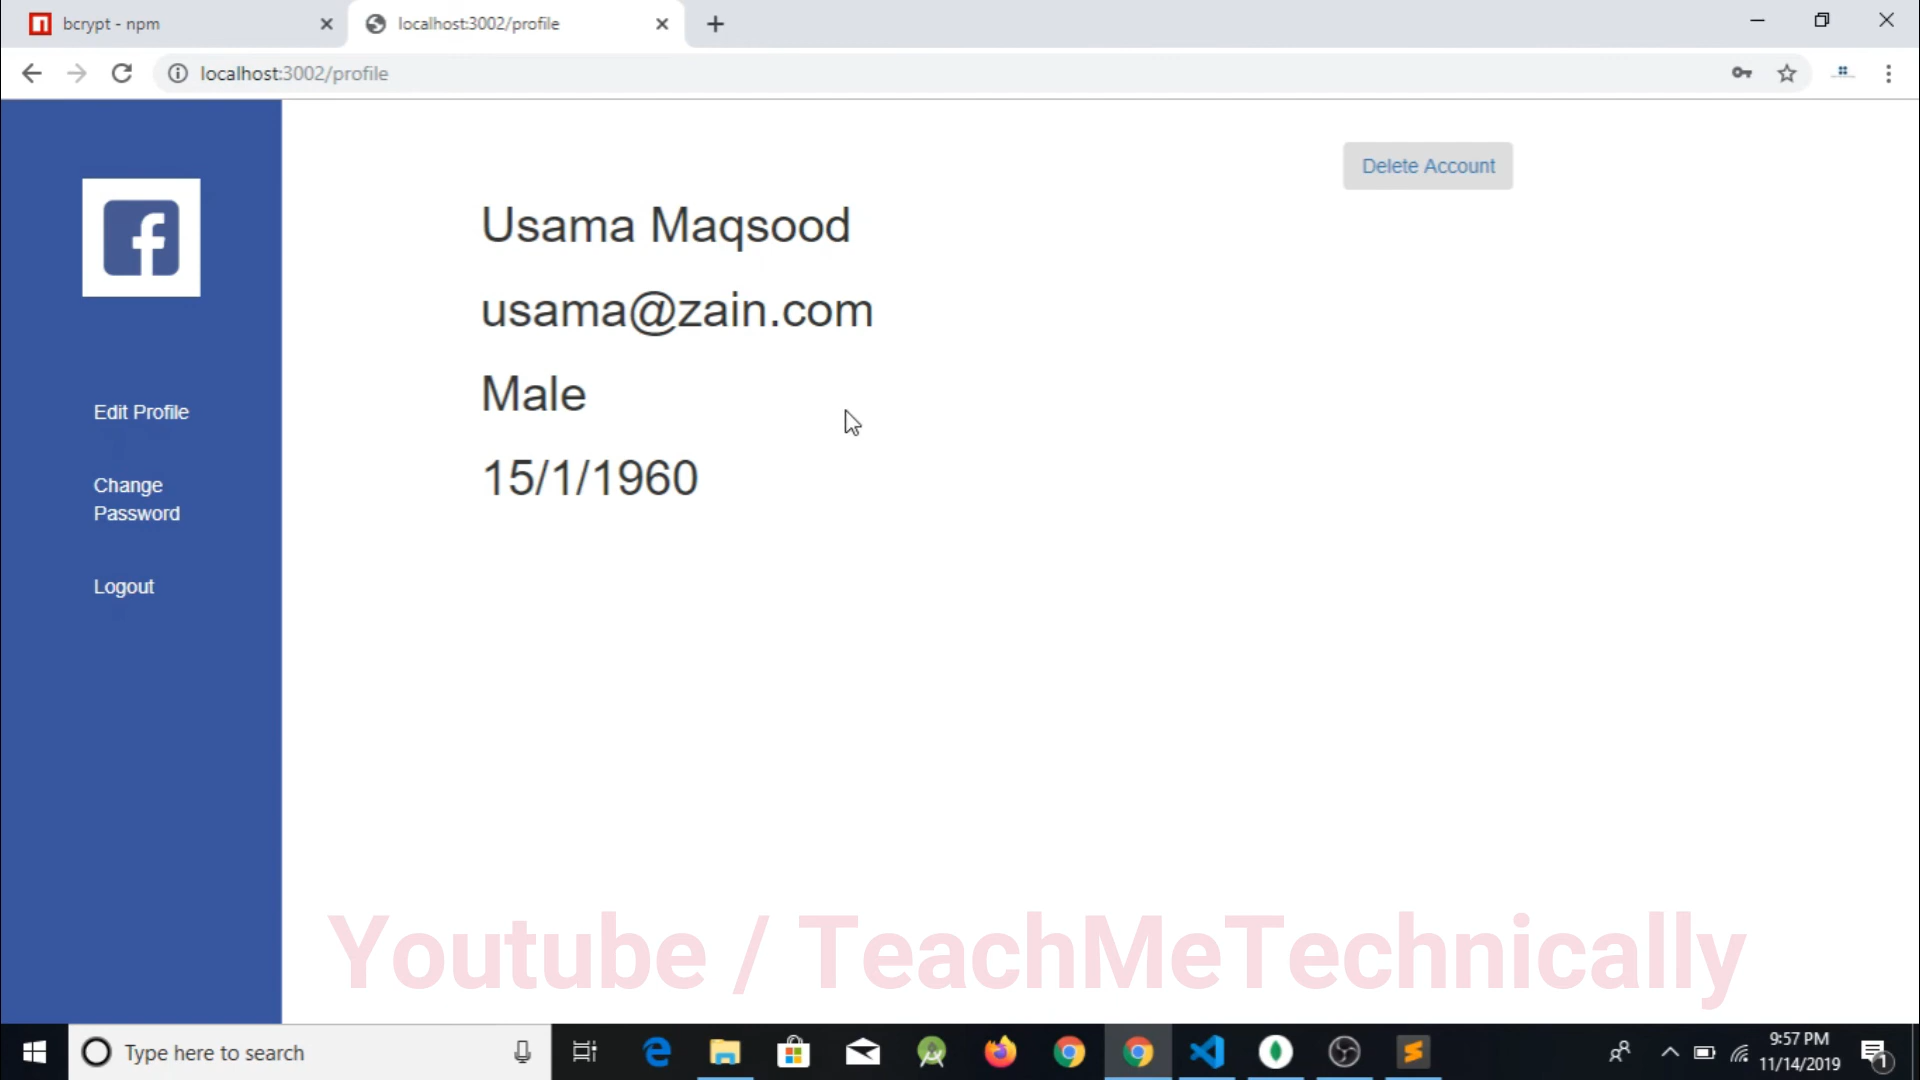 bcrypt - npm
localhost:3002/profile
localhost:3002/profile
Delete Account
Usama Maqsood
usama@zain.com
Male
15/1/1960
Edit Profile
Change
Password
Logout
Youtube / TeachMeTechnically
Type here to search
9:57 PM
11/14/2019
1